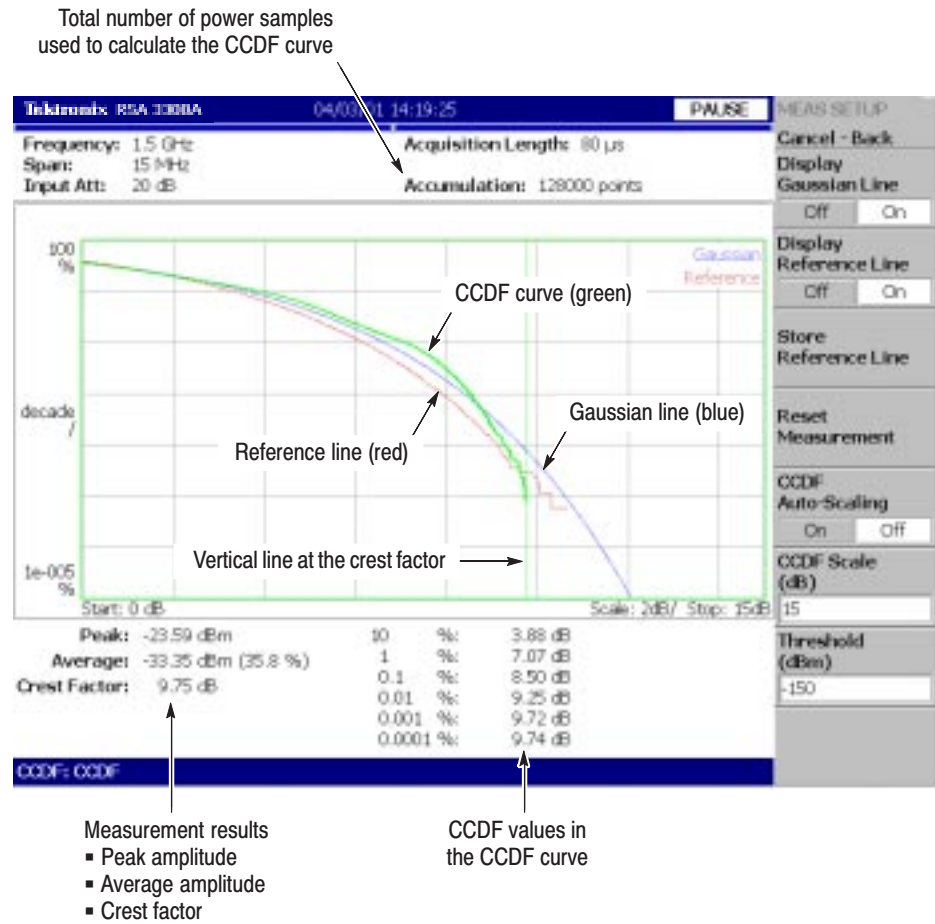 Total number of power samples
used to calculate the CCDF curve
Tektronix RSA 3308A 04/03/01 14:19:25 PAUSE
MEAS SETUP
Frequency: 1.5 GHz Acquisition Length: 80 µs
Span: 15 MHz
Input Att: 20 dB Accumulation: 128000 points
Cancel - Back
Display
Gaussian Line
Off On
100
%
Gaussian
Reference
Display
Reference Line
Off On
CCDF curve (green)
Store
Reference Line
decade
/
Gaussian line (blue)
Reference line (red)
Reset
Measurement
CCDF
Auto-Scaling
On Off
Vertical line at the crest factor
1e-005
%
CCDF Scale
(dB)
15
Start: 0 dB Scale: 2dB/ Stop: 15dB
Peak: -23.59 dBm
Average: -33.35 dBm (35.8 %)
Crest Factor: 9.75 dB
10 %: 3.88 dB
1 %: 7.07 dB
0.1 %: 8.50 dB
0.01 %: 9.25 dB
0.001 %: 9.72 dB
0.0001 %: 9.74 dB
Threshold
(dBm)
-150
CCDF: CCDF
Measurement results
▪ Peak amplitude
▪ Average amplitude
▪ Crest factor
CCDF values in
the CCDF curve